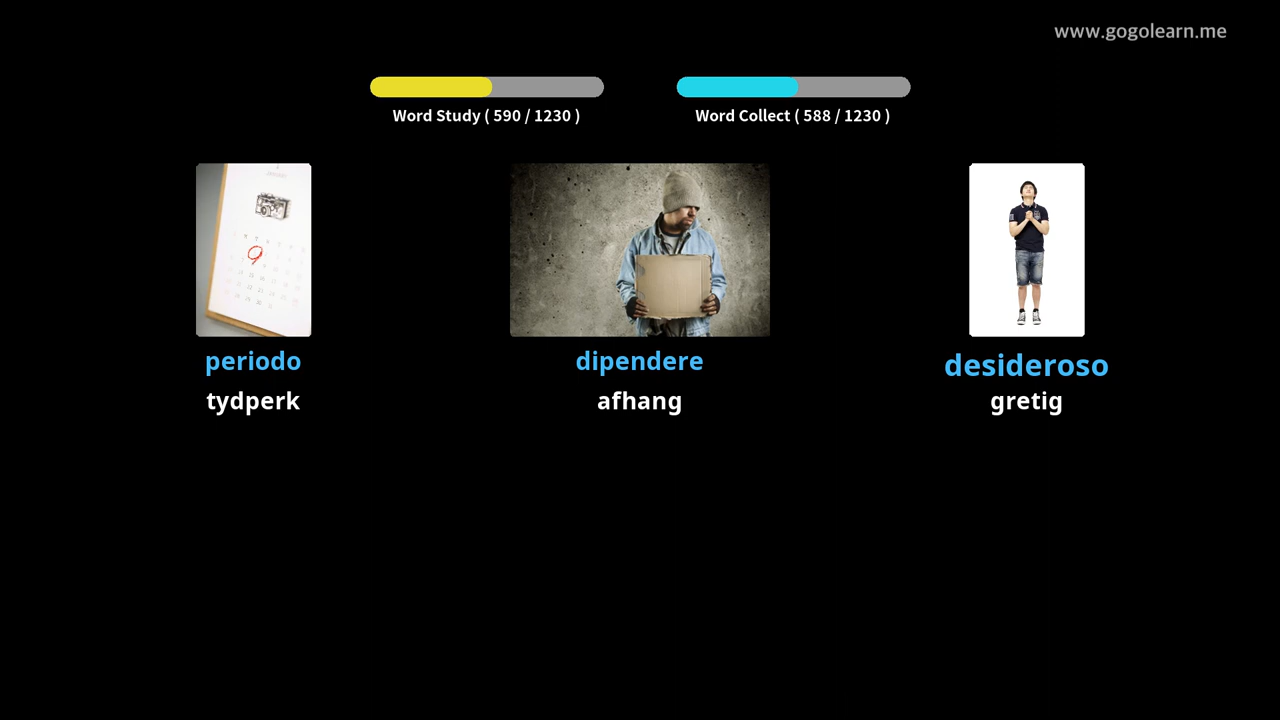 www.gogolearn.me
Word Study ( 590 / 1230 )
Word Collect ( 588 / 1230 )
periodo
dipendere
desideroso
tydperk
afhang
gretig